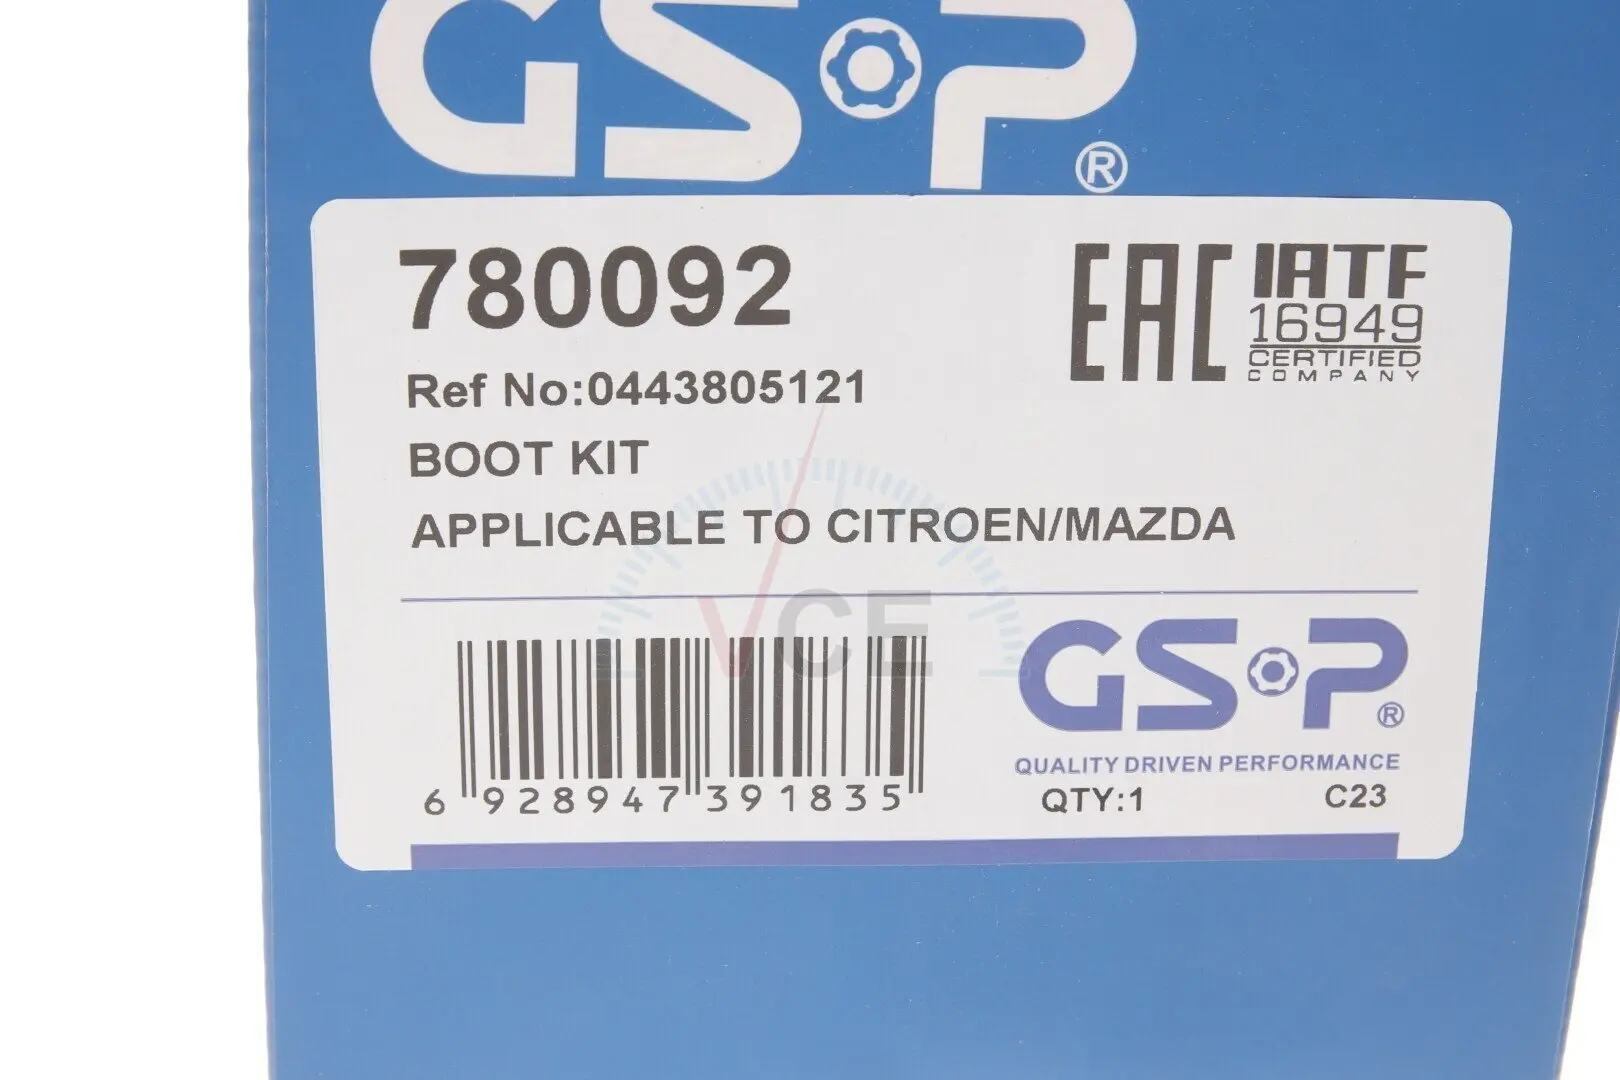 GSP®
780092
EAC
IATF
16949
CERTIFIED
COMPANY
Ref No:0443805121
BOOT KIT
APPLICABLE TO CITROEN/MAZDA
VCE
GSP®
QUALITY DRIVEN PERFORMANCE
6 928947 391835
QTY:1 C23